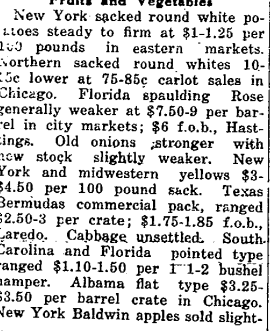 Fruits and Vegetables
New York sacked round white po-
tatoes steady to firm at $1-1.25 per
100 pounds in eastern markets.
Northern sacked round whites 10-
15c lower at 75-85c carlot sales in
Chicago. Florida spaulding Rose
generally weaker at $7.50-9 per bar-
rel in city markets; $6 f.o.b., Hast-
ings. Old onions stronger with
new stock slightly weaker. New
York and midwestern yellows $3-
$4.50 per 100 pound sack. Texas
Bermudas commercial pack, ranged
$2.50-3 per crate; $1.75-1.85 f.o.b.,
Laredo. Cabbage unsettled. South
Carolina and Florida pointed type
ranged $1.10-1.50 per 1 1-2 bushel
hamper. Albama flat type $3.25-
$3.50 per barrel crate in Chicago.
New York Baldwin apples sold slight-